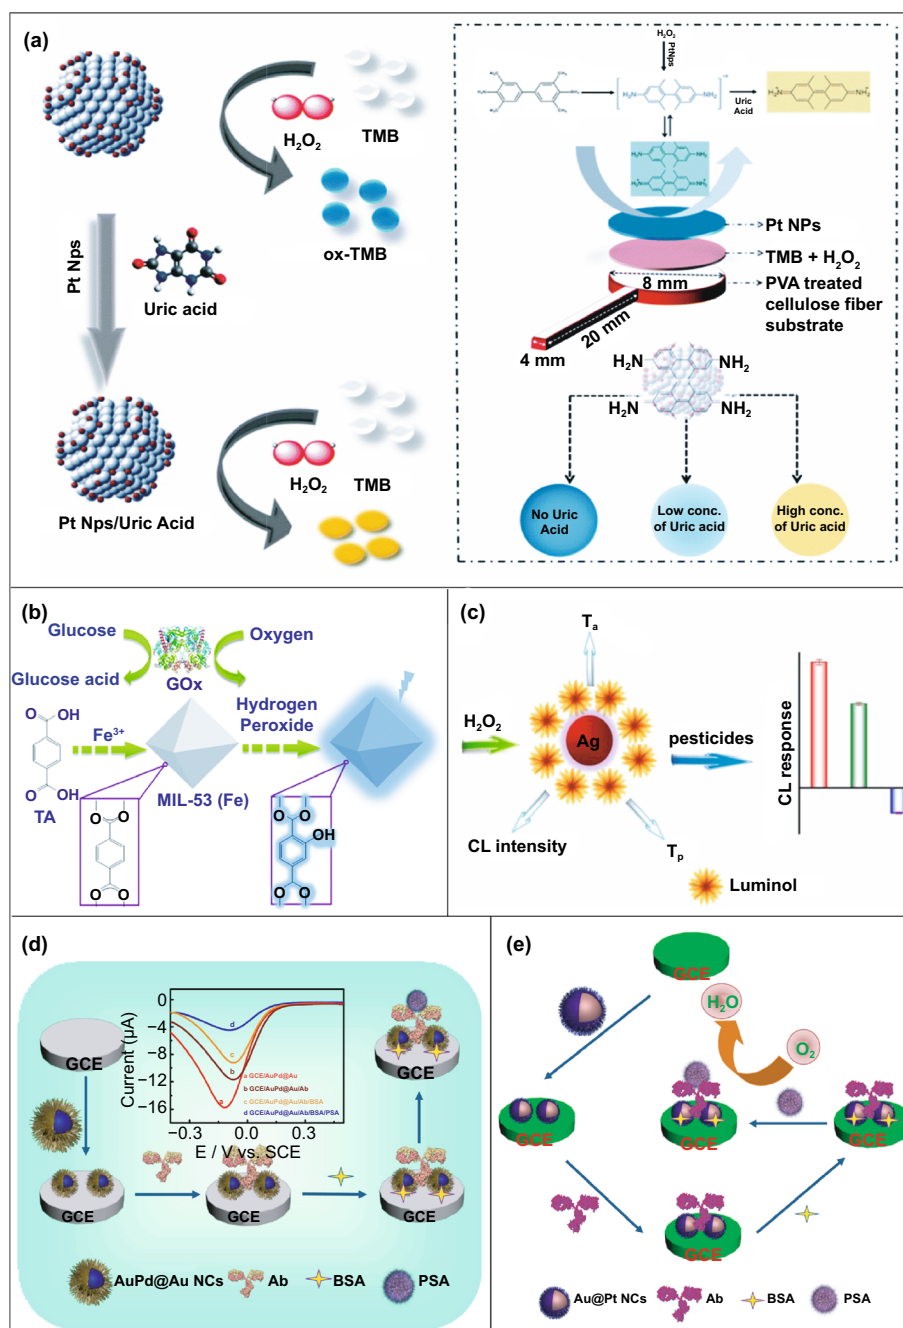 (a)
H₂O₂
TMB
ox-TMB
Pt Nps
Uric acid
H₂O₂
TMB
Pt Nps/Uric Acid
H₂O₂
PtNps
Uric
Acid
Pt NPs
TMB + H₂O₂
PVA treated
cellulose fiber
substrate
8 mm
20 mm
4 mm
H₂N
NH₂
H₂N
NH₂
No Uric
Acid
Low conc.
of Uric acid
High conc.
of Uric acid
(b)
Glucose
Oxygen
Glucose acid
GOx
Hydrogen
Peroxide
O
OH
Fe³⁺
O
OH
TA
MIL-53 (Fe)
O
O
O
O
O
O
OH
O
O
(c)
Tₐ
H₂O₂
Ag
pesticides
CL response
CL intensity
Tₚ
Luminol
(d)
GCE
Current (μA)
0
−4
−8
−12
−16
d
c
b
a
a GCE/AuPd@Au
b GCE/AuPd@Au/Ab
c GCE/AuPd@Au/Ab/BSA
d GCE/AuPd@Au/Ab/BSA/PSA
−0.3
0.0
0.3
E / V vs. SCE
GCE
GCE
GCE
GCE
AuPd@Au NCs
Ab
BSA
PSA
(e)
GCE
H₂O
O₂
GCE
GCE
GCE
GCE
Au@Pt NCs
Ab
BSA
PSA